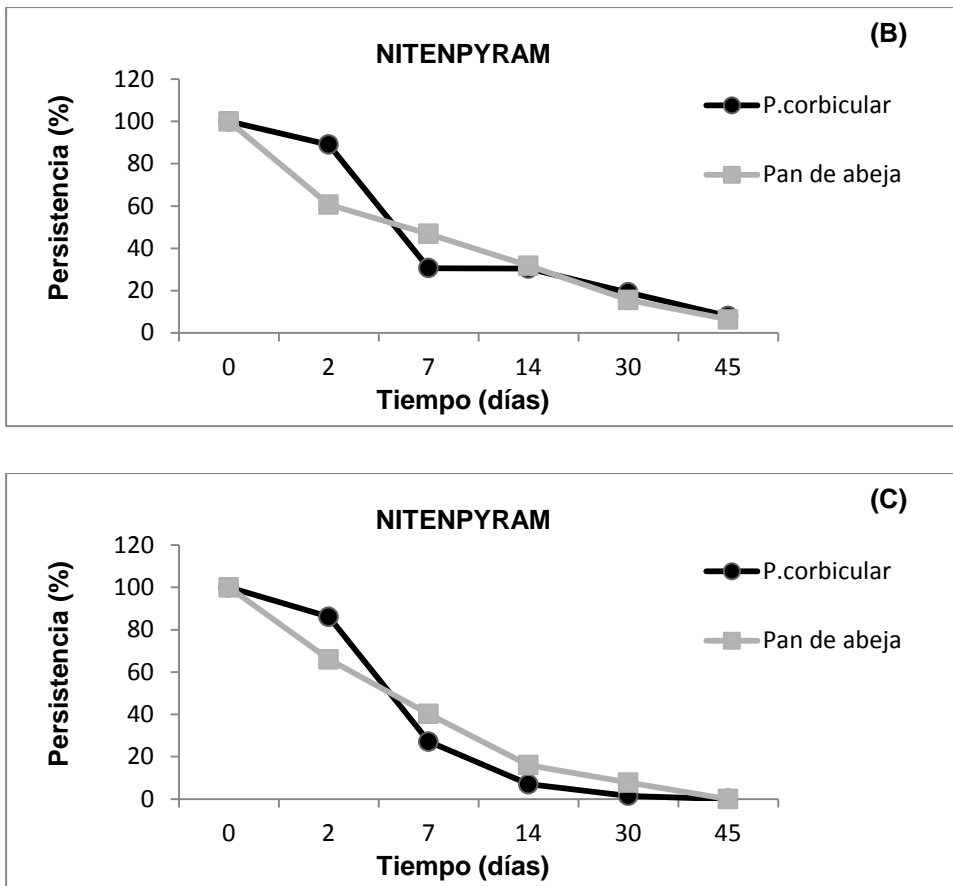 (B)
NITENPYRAM
Persistencia (%)
120
100
80
60
40
20
0
0 2 7 14 30 45
Tiempo (días)
P.corbicular
Pan de abeja
(C)
NITENPYRAM
Persistencia (%)
120
100
80
60
40
20
0
0 2 7 14 30 45
Tiempo (días)
P.corbicular
Pan de abeja